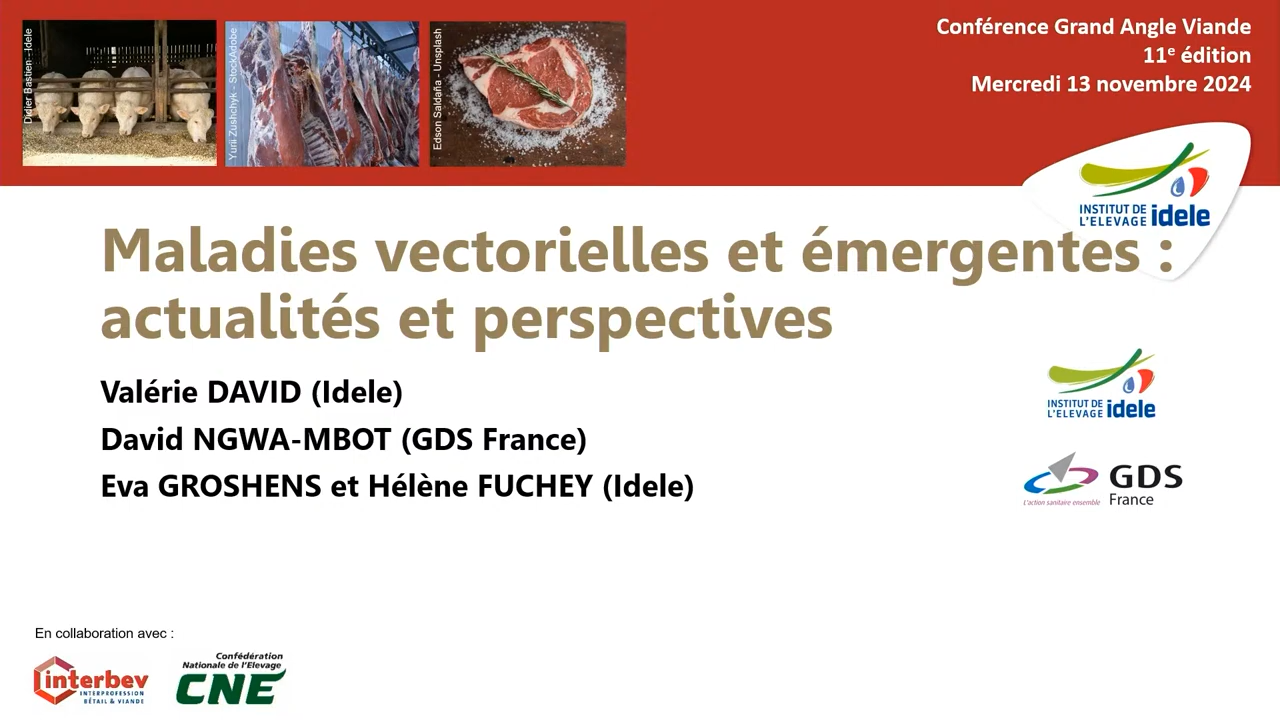 Didier Bastien - Idele
Yurii Zushchyk - StockAdobe
Edson Saldaña - Unsplash
Conférence Grand Angle Viande
11e édition
Mercredi 13 novembre 2024
INSTITUT DE
L'ELEVAGE idele
Maladies vectorielles et émergentes :
actualités et perspectives
Valérie DAVID (Idele)
David NGWA-MBOT (GDS France)
Eva GROSHENS et Hélène FUCHEY (Idele)
INSTITUT DE
L'ELEVAGE idele
GDS
France
L'action sanitaire ensemble
En collaboration avec :
interbev
INTERPROFESSION
BÉTAIL & VIANDE
Confédération
Nationale de l'Elevage
CNE